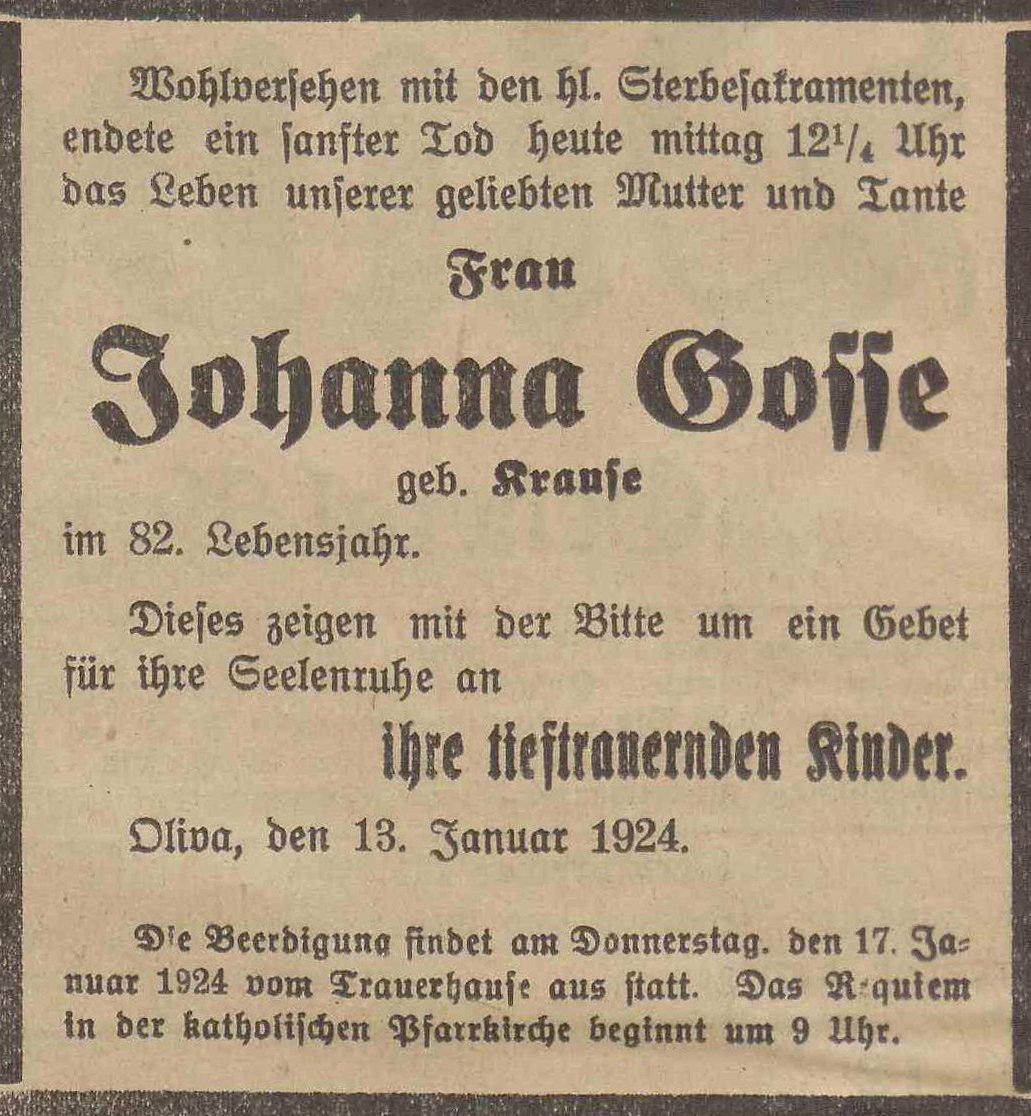 Wohlversehen mit den hl. Sterbesakramenten,
endete ein sanfter Tod heute mittag 12¹/₄ Uhr
das Leben unserer geliebten Mutter und Tante
Frau
Johanna Gosse
geb. Krause
im 82. Lebensjahr.
Dieses zeigen mit der Bitte um ein Gebet
für ihre Seelenruhe an
ihre tieftrauernden Kinder.
Oliva, den 13. Januar 1924.
Die Beerdigung findet am Donnerstag. den 17. Ja-
nuar 1924 vom Trauerhause aus statt. Das Requiem
in der katholischen Pfarrkirche beginnt um 9 Uhr.